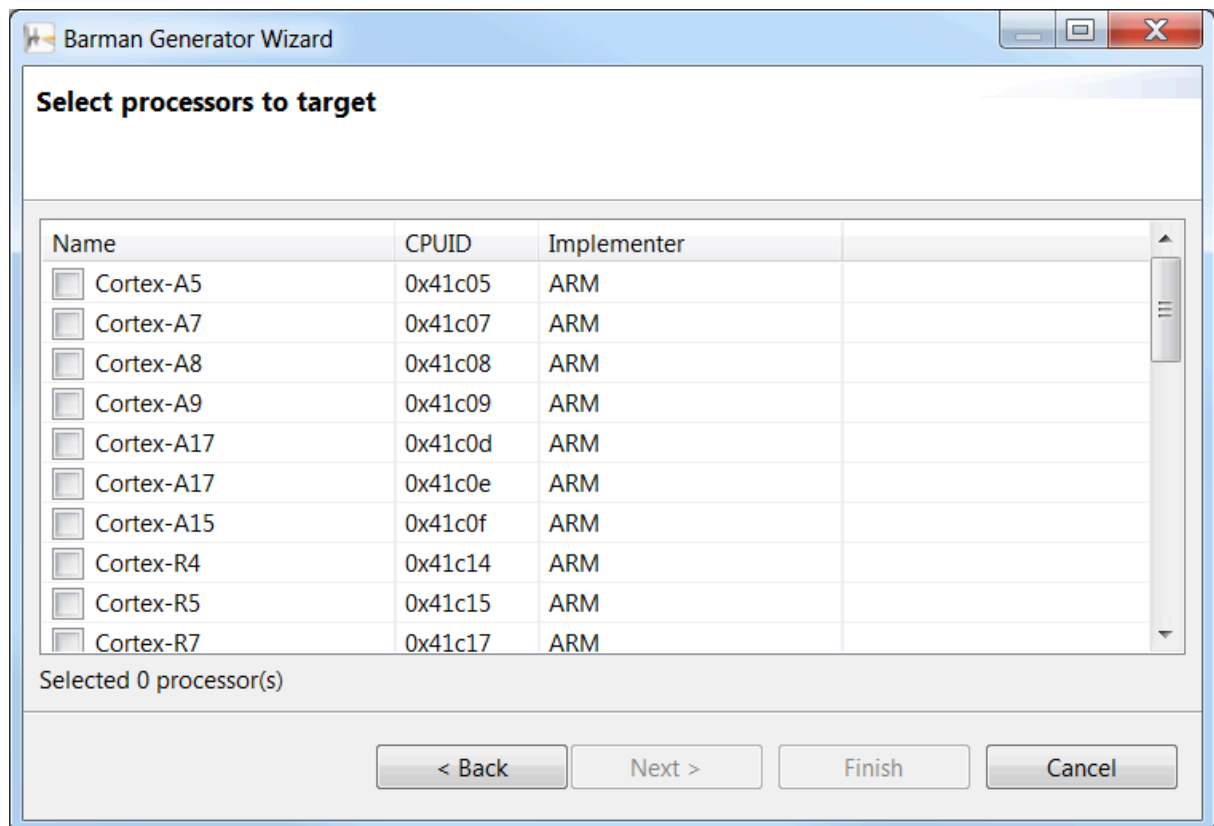 Barman Generator Wizard
Select processors to target
Name CPUID Implementer
Cortex-A5 0x41c05 ARM
Cortex-A7 0x41c07 ARM
Cortex-A8 0x41c08 ARM
Cortex-A9 0x41c09 ARM
Cortex-A17 0x41c0d ARM
Cortex-A17 0x41c0e ARM
Cortex-A15 0x41c0f ARM
Cortex-R4 0x41c14 ARM
Cortex-R5 0x41c15 ARM
Cortex-R7 0x41c17 ARM
Selected 0 processor(s)
< Back Next > Finish Cancel